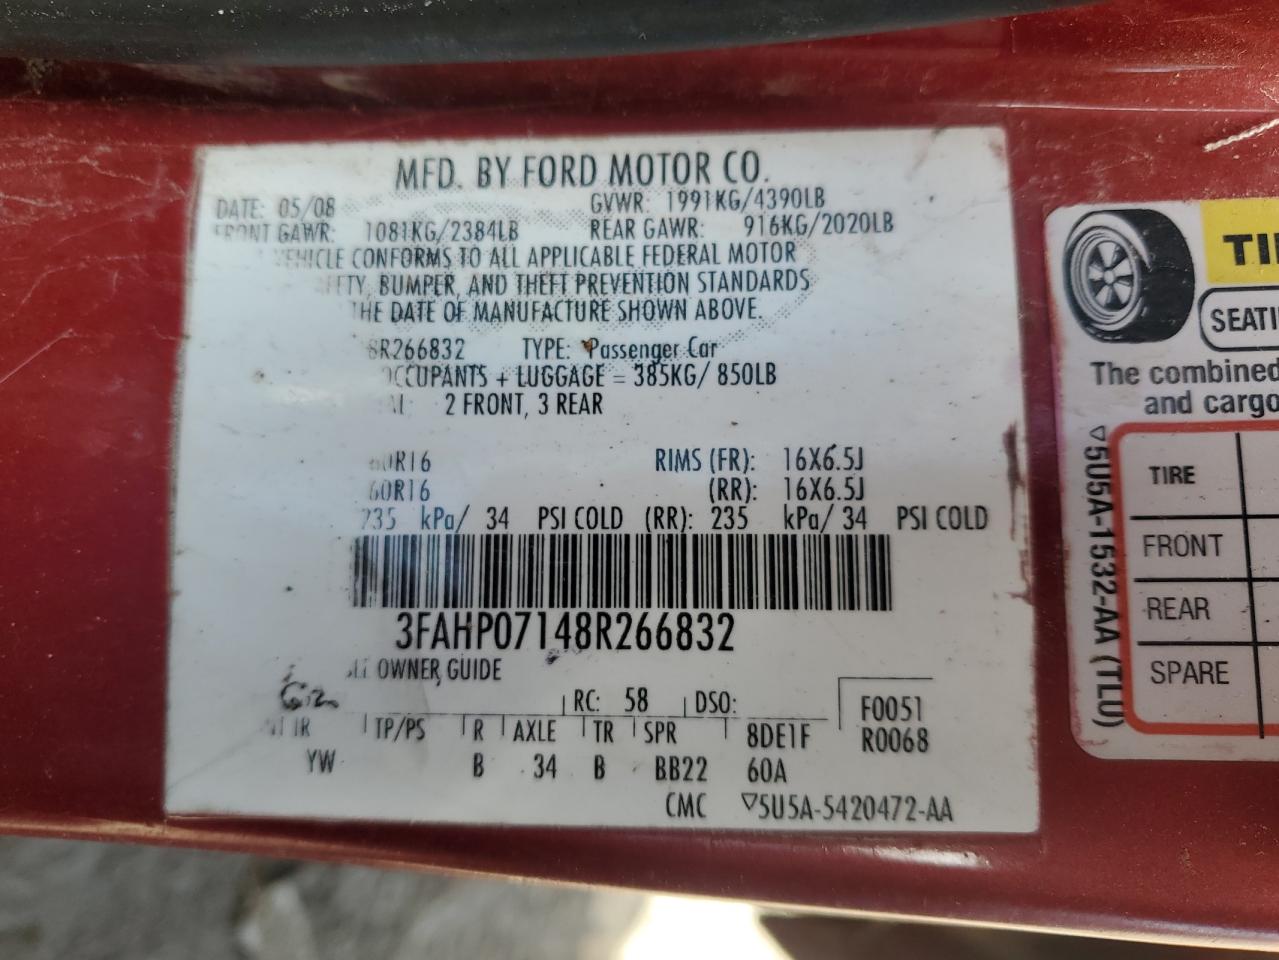 MFD. BY FORD MOTOR CO.
DATE: 05/08 GVWR: 1991KG/4390LB
FRONT GAWR: 1081KG/2384LB REAR GAWR: 916KG/2020LB
VEHICLE CONFORMS TO ALL APPLICABLE FEDERAL MOTOR
BUMPER, AND THEFT PREVENTION STANDARDS
THE DATE OF MANUFACTURE SHOWN ABOVE.
8R266832 TYPE: Passenger Car
OCCUPANTS + LUGGAGE = 385KG/ 850LB
2 FRONT, 3 REAR
60R16 RIMS (FR): 16X6.5J
60R16 (RR): 16X6.5J
235 kPa/ 34 PSI COLD (RR): 235 kPa/ 34 PSI COLD
3FAHP07148R266832
OWNER GUIDE
RC: 58 DSO: F0051
TP/PS R AXLE TR SPR 8DE1F R0068
YW B 34 B BB22 60A
CMC ▽5U5A-5420472-AA
TI
SEATI
The combined
and cargo
TIRE
FRONT
REAR
SPARE
▽5U5A-1532-AA (TLU)